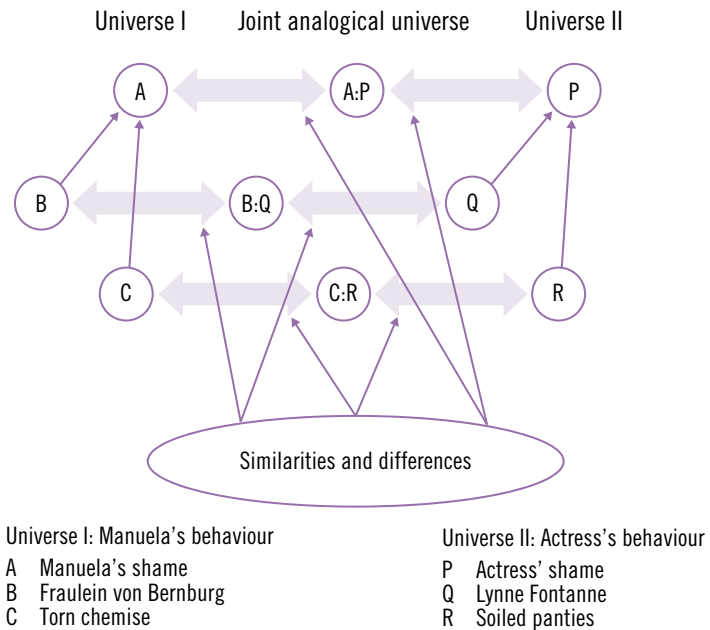 Universe I Joint analogical universe Universe II
A A:P P
B B:Q Q
C C:R R
Similarities and differences
Universe I: Manuela's behaviour
A Manuela's shame
B Fraulein von Bernburg
C Torn chemise
Universe II: Actress's behaviour
P Actress' shame
Q Lynne Fontanne
R Soiled panties